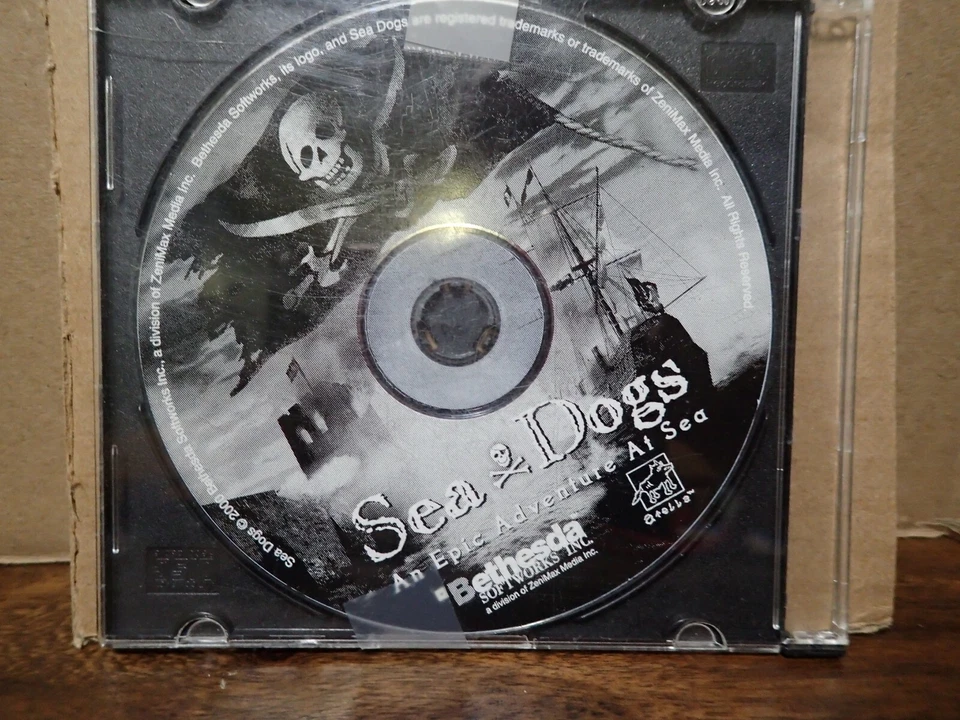 Sea Dogs © 2000 Bethesda Softworks Inc., a division of ZeniMax Media Inc. Bethesda Softworks, its logo, and Sea Dogs are registered trademarks or trademarks of ZeniMax Media Inc. All Rights Reserved.
Sea Dogs
An Epic Adventure At Sea
akella™
Bethesda
SOFTWORKS INC.
a division of ZeniMax Media Inc.